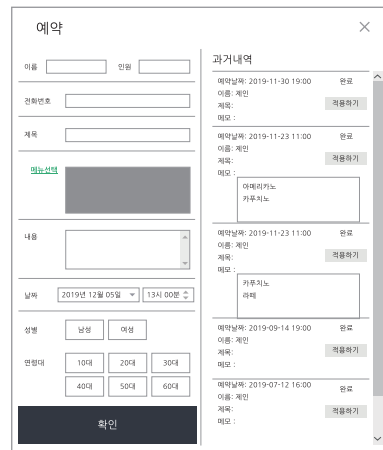 예약
이름
인원
전화번호
제목
메뉴선택
내용
날짜
2019년 12월 05일
13시 00분
성별
남성
여성
연령대
10대
20대
30대
40대
50대
60대
확인
과거내역
예약날짜: 2019-11-30 19:00 완료
이름: 제인
제목: 적용하기
메모 :
예약날짜: 2019-11-23 11:00 완료
이름: 제인
제목: 적용하기
메모 :
아메리카노
카푸치노
예약날짜: 2019-11-23 11:00 완료
이름: 제인
제목: 적용하기
메모 :
카푸치노
라떼
예약날짜: 2019-09-14 19:00 완료
이름: 제인
제목: 적용하기
메모 :
예약날짜: 2019-07-12 16:00 완료
이름: 제인
제목: 적용하기
메모 :